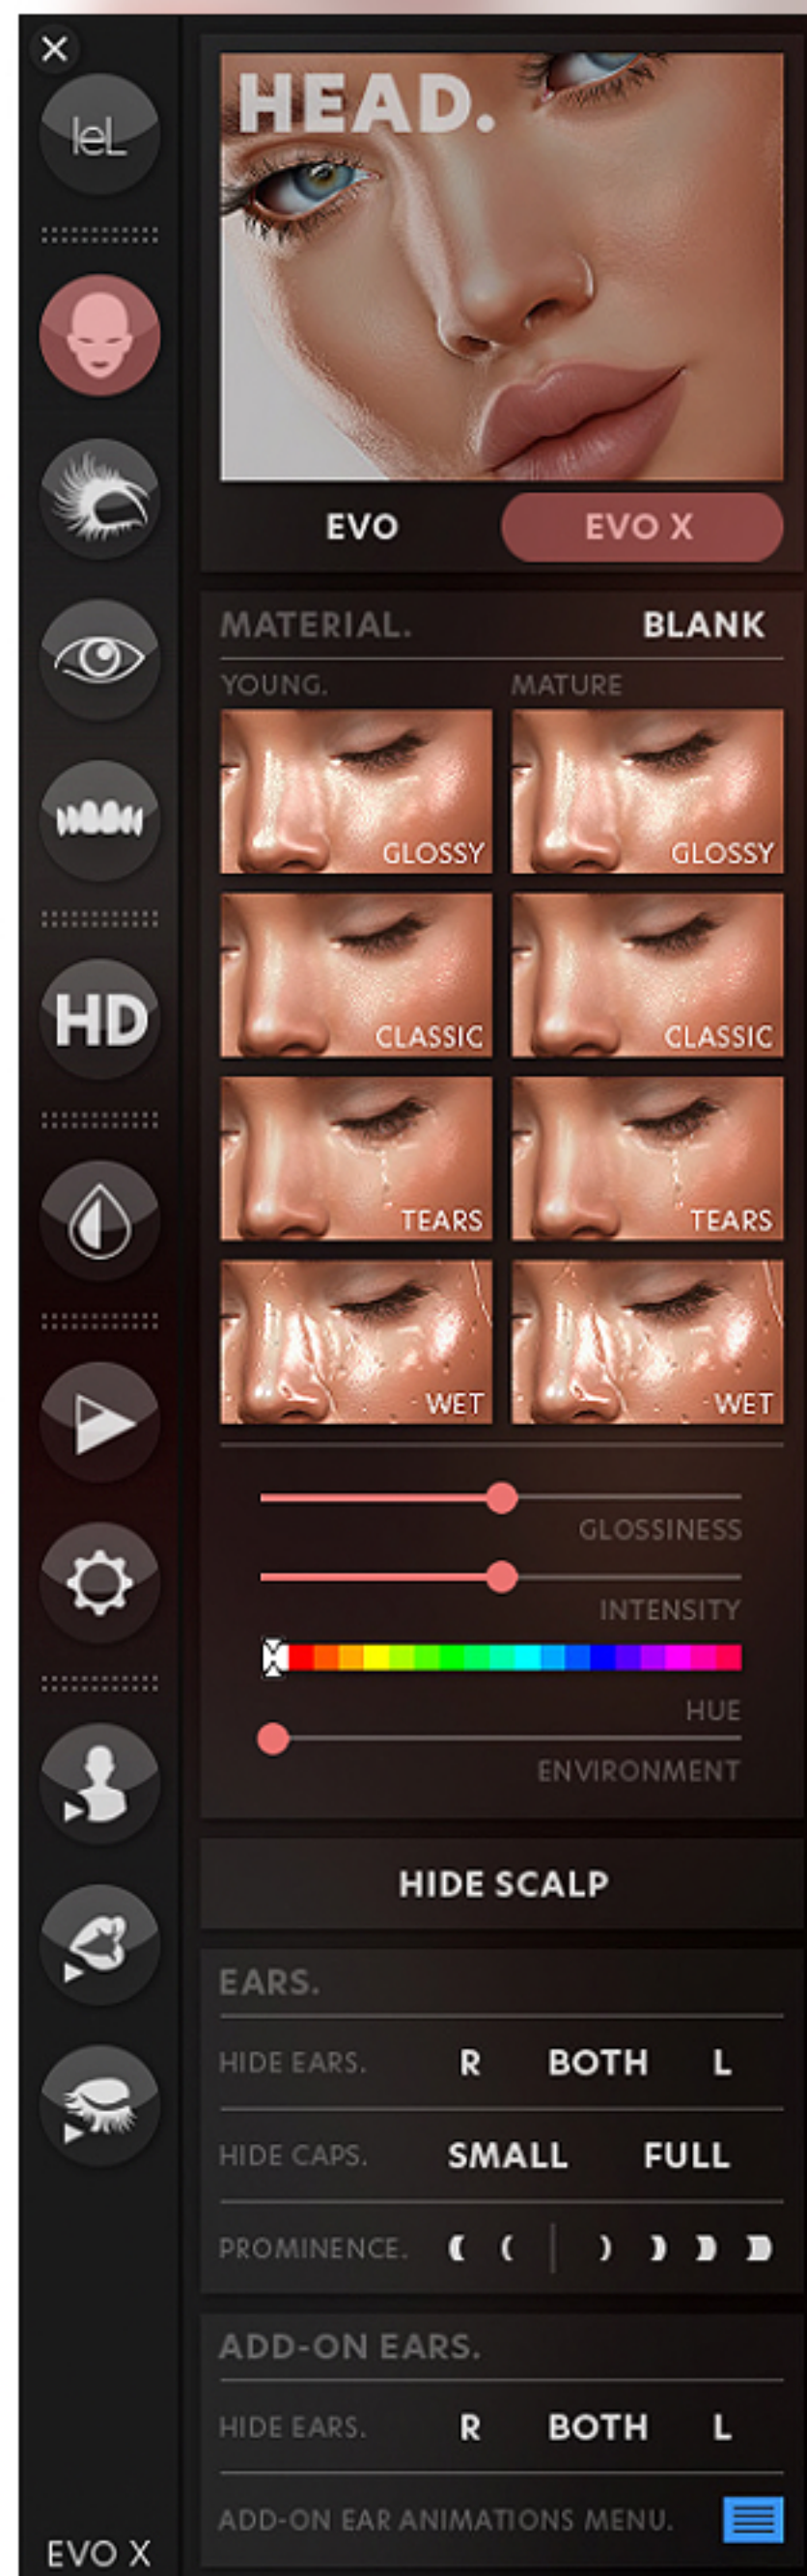 leL
HEAD.
EVO EVO X
MATERIAL. BLANK
YOUNG. MATURE
GLOSSY GLOSSY
CLASSIC CLASSIC
TEARS TEARS
WET WET
HD
GLOSSINESS
INTENSITY
HUE
ENVIRONMENT
HIDE SCALP
EARS.
HIDE EARS. R BOTH L
HIDE CAPS. SMALL FULL
PROMINENCE.
ADD-ON EARS.
HIDE EARS. R BOTH L
ADD-ON EAR ANIMATIONS MENU.
EVO X